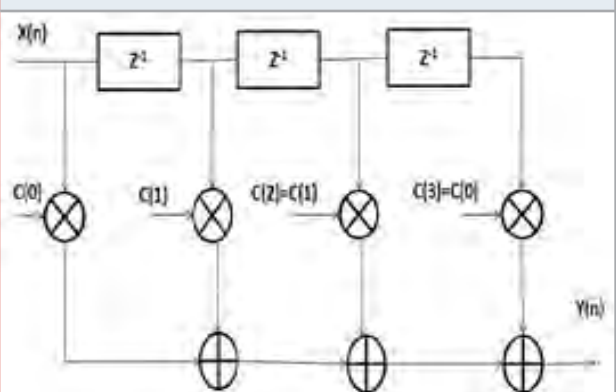 X(n)
Z-1
Z-1
Z-1
C(0)
C(1)
C(2)=C(1)
C(3)=C(0)
Y(n)